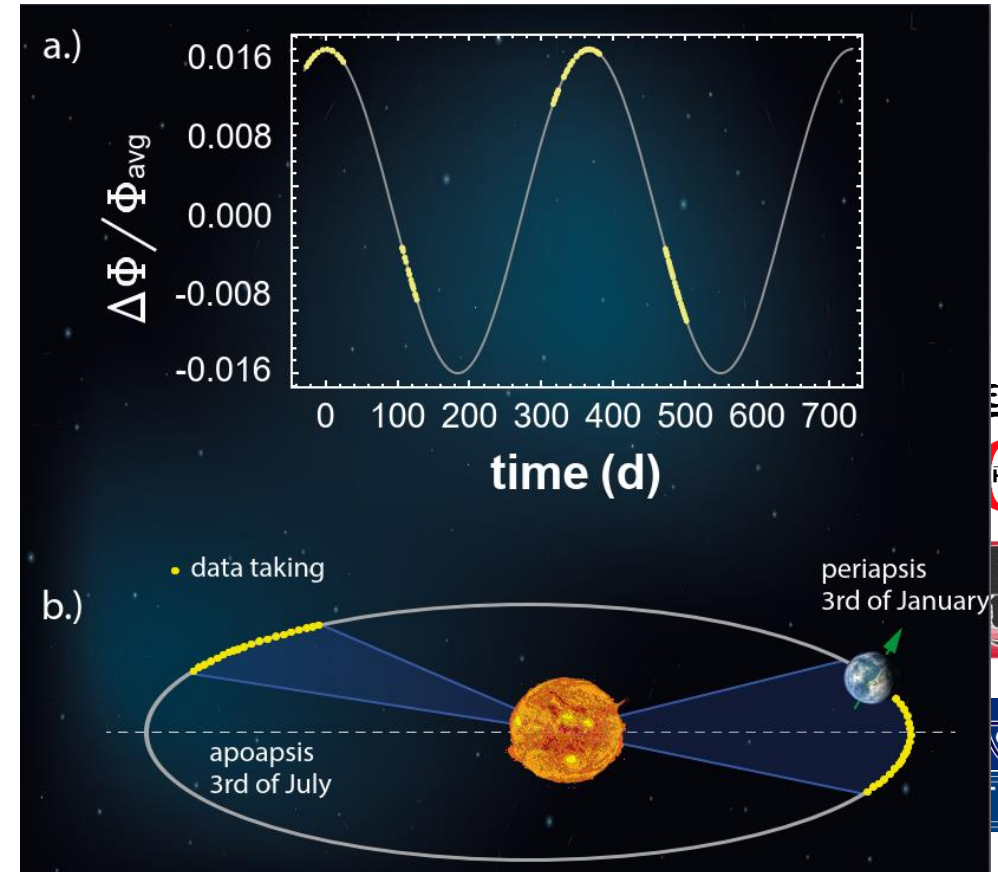 a.)
0.016
0.008
0.000
-0.008
-0.016
ΔΦ / Φavg
0 100 200 300 400 500 600 700
time (d)
data taking
b.)
periapsis
3rd of January
apoapsis
3rd of July